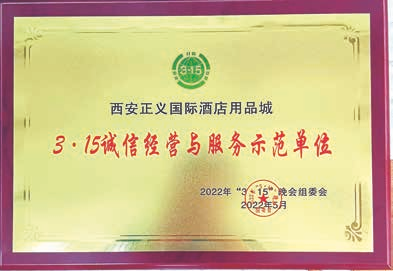 3·15
西安正义国际酒店用品城
3·15诚信经营与服务示范单位
2022年“3·15”晚会组委会
2022年5月